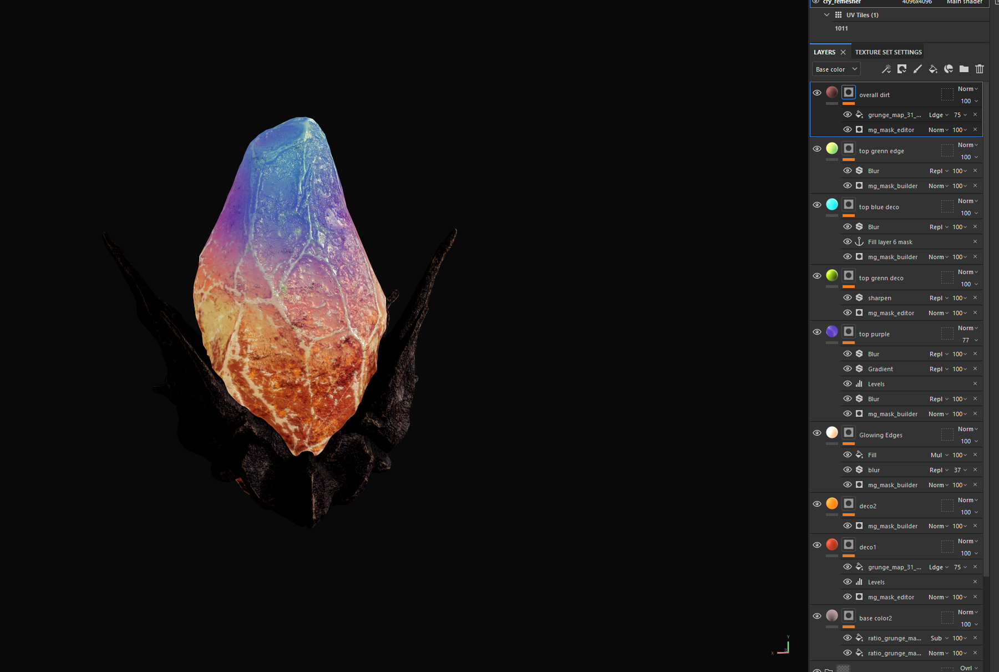 cry_remesher 4096x4096 Main shader
UV Tiles (1)
1011
LAYERS TEXTURE SET SETTINGS
Base color
overall dirt Norm
100
grunge_map_31_... Ldge 75
mg_mask_editor Norm 100
top grenn edge Norm
100
Blur Repl 100
mg_mask_builder Norm 100
top blue deco Norm
100
Blur Repl 100
Fill layer 6 mask
mg_mask_builder Norm 100
top grenn deco Norm
100
sharpen Repl 100
mg_mask_editor Norm 100
top purple Norm
77
Blur Repl 100
Gradient Repl 100
Levels
Blur Repl 100
mg_mask_builder Norm 100
Glowing Edges Norm
100
Fill Mul 100
blur Repl 37
mg_mask_builder Norm 100
deco2 Norm
100
mg_mask_builder Norm 100
deco1 Norm
100
grunge_map_31_... Ldge 75
Levels
mg_mask_editor Norm 100
base color2 Norm
100
ratio_grunge_ma... Sub 100
ratio_grunge_ma... Norm 100
Ovrl
Y
X